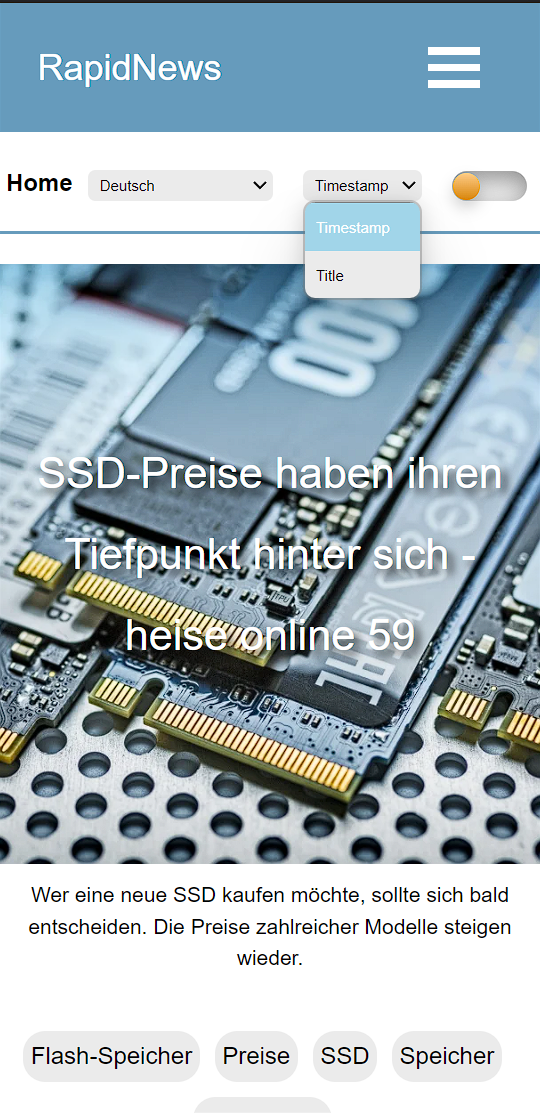 RapidNews
Home Deutsch Timestamp
Timestamp
Title
SSD-Preise haben ihren
Tiefpunkt hinter sich -
heise online 59
Wer eine neue SSD kaufen möchte, sollte sich bald
entscheiden. Die Preise zahlreicher Modelle steigen
wieder.
Flash-Speicher Preise SSD Speicher